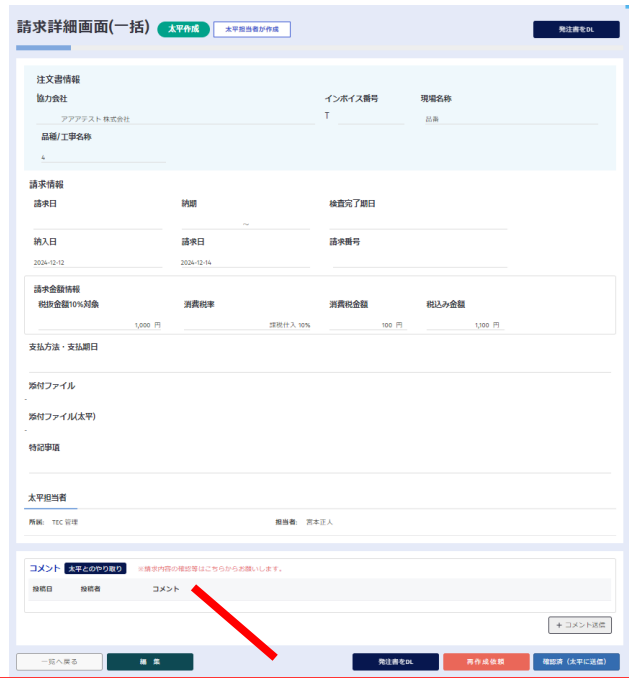 請求詳細画面(一括) 太平作成 太平担当者が作成 発注書をDL
注文書情報
協力会社 インボイス番号 現場名称
アアアテスト 株式会社 T 品番
品種/工事名称
4
請求情報
請求日 納期 検査完了期日
～
納入日 請求日 請求番号
2024-12-12 2024-12-14
請求金額情報
税抜金額10%対象 消費税率 消費税金額 税込み金額
1,000 円 課税仕入 10% 100 円 1,100 円
支払方法・支払期日
添付ファイル
-
添付ファイル(太平)
-
特記事項
太平担当者
所属: TEC 管理 担当者: 宮本正人
コメント 太平とのやり取り ※請求内容の確認等はこちらからお願いします。
投稿日 投稿者 コメント
+ コメント送信
一覧へ戻る 編 集 発注書をDL 再作成依頼 確認済（太平に送信）